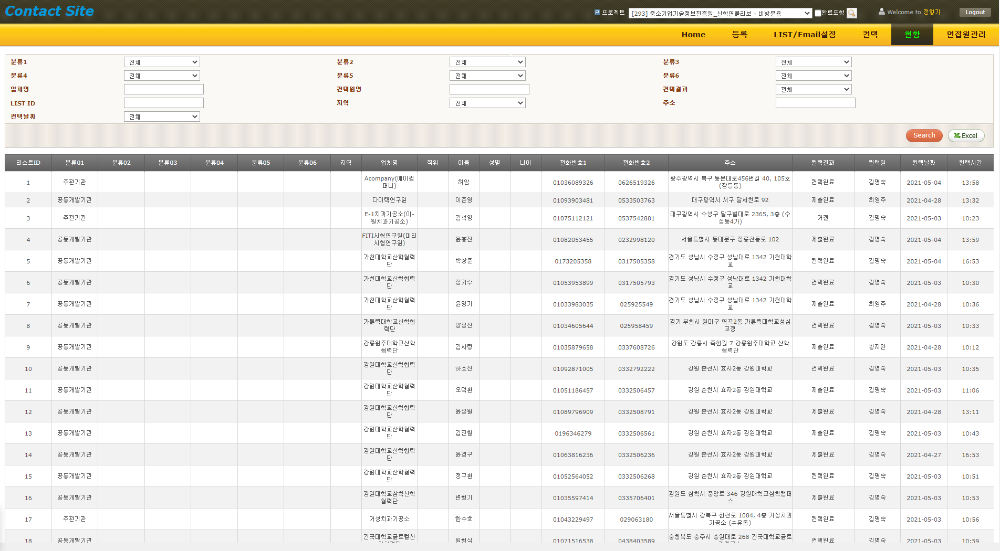 Contact Site
프로젝트 [293] 중소기업기술정보진흥원_산학연콜라보 - 비방문용 완료포함 Welcome to 정형기 Logout
Home 등록 LIST/Email설정 컨택 현황 면접원관리
분류1 전체 분류2 전체 분류3 전체
분류4 전체 분류5 전체 분류6 전체
업체명 컨택원명 컨택결과 전체
LIST ID 지역 전체 주소
컨택날짜 전체
Search Excel
리스트ID 분류01 분류02 분류03 분류04 분류05 분류06 지역 업체명 직위 이름 성별 나이 전화번호1 전화번호2 주소 컨택결과 컨택원 컨택날짜 컨택시간
1 주관기관 Acompany(에이컴퍼니) 허암 01036089326 0626519326 광주광역시 북구 동문대로456번길 40, 105호 (장등동) 컨택완료 김명숙 2021-05-04 13:58
2 공동개발기관 다이텍연구원 이준영 01093903481 0533503763 대구광역시 서구 달서천로 92 제출완료 최영주 2021-04-28 13:32
3 주관기관 E-1치과기공소(이-원치과기공소) 김석영 01075112121 0537542881 대구광역시 수성구 달구벌대로 2365, 3층 (수성동4가) 거절 김명숙 2021-05-03 10:23
4 공동개발기관 FITI시험연구원(피티시험연구원) 윤홍진 01082053455 0232998120 서울특별시 동대문구 정릉천동로 102 제출완료 김명숙 2021-05-04 13:59
5 공동개발기관 가천대학교산학협력단 박상준 0173205358 0317505358 경기도 성남시 수정구 성남대로 1342 가천대학교 컨택완료 김명숙 2021-05-04 16:53
6 공동개발기관 가천대학교산학협력단 장기수 01053953899 0317505793 경기도 성남시 수정구 성남대로 1342 가천대학교 컨택완료 김명숙 2021-05-03 10:30
7 공동개발기관 가천대학교산학협력단 윤영기 01033983035 025925549 경기도 성남시 수정구 성남대로 1342 가천대학교 제출완료 최영주 2021-04-28 10:36
8 공동개발기관 가톨릭대학교산학협력단 양정진 01034605644 025958459 경기 부천시 원미구 역곡2동 가톨릭대학교성심교정 컨택완료 김명숙 2021-05-03 10:33
9 공동개발기관 강릉원주대학교산학협력단 김사량 01035879658 0337608726 강원도 강릉시 죽헌길 7 강릉원주대학교 산학협력단 제출완료 황지완 2021-04-28 10:12
10 공동개발기관 강원대학교산학협력단 하호진 01092871005 0332792222 강원 춘천시 효자2동 강원대학교 컨택완료 김명숙 2021-05-03 10:35
11 공동개발기관 강원대학교산학협력단 오덕환 01051186457 0332506457 강원 춘천시 효자2동 강원대학교 제출완료 김명숙 2021-05-03 11:06
12 공동개발기관 강원대학교산학협력단 윤장원 01089796909 0332508791 강원 춘천시 효자2동 강원대학교 제출완료 김명숙 2021-04-28 13:11
13 공동개발기관 강원대학교산학협력단 김진철 0196346279 0332506561 강원 춘천시 효자2동 강원대학교 제출완료 김명숙 2021-05-03 10:43
14 공동개발기관 강원대학교산학협력단 윤경구 01063816236 0332506236 강원 춘천시 효자2동 강원대학교 제출완료 김명숙 2021-04-27 16:53
15 공동개발기관 강원대학교산학협력단 정구환 01052564052 0332506268 강원 춘천시 효자2동 강원대학교 컨택완료 김명숙 2021-05-03 10:51
16 공동개발기관 강원대학교삼척산학협력단 변형기 01035597414 0335706401 강원도 삼척시 중앙로 346 강원대학교삼척캠퍼스 제출완료 김명숙 2021-05-03 10:53
17 주관기관 거성치과기공소 한수호 01043229497 029063180 서울특별시 강북구 한천로 1084, 4층 거성치과기공소 (수유동) 컨택완료 김명숙 2021-05-03 10:56
18 공동개발기관 건국대학교글로컬산 원형식 01071516538 0438403589 충청북도 충주시 충원대로 268 건국대학교글로 컨택완료 김명숙 2021-05-03 10:59